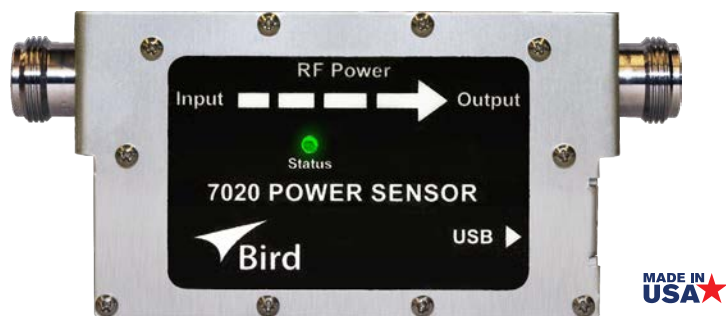 RF Power
Input Output
Status
7020 POWER SENSOR
USB
Bird
MADE IN
USA